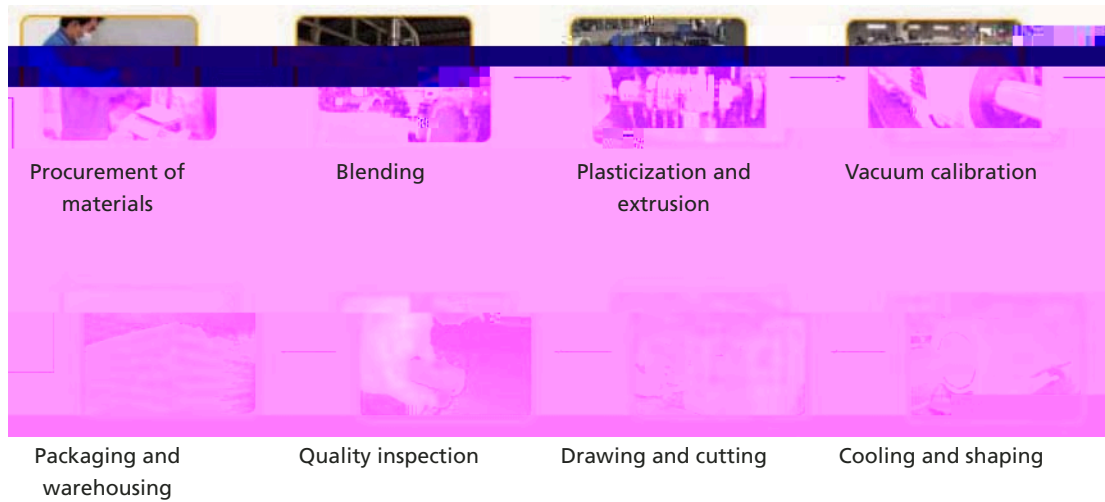 Procurement of
materials
Blending
Plasticization and
extrusion
Vacuum calibration
Packaging and
warehousing
Quality inspection
Drawing and cutting
Cooling and shaping